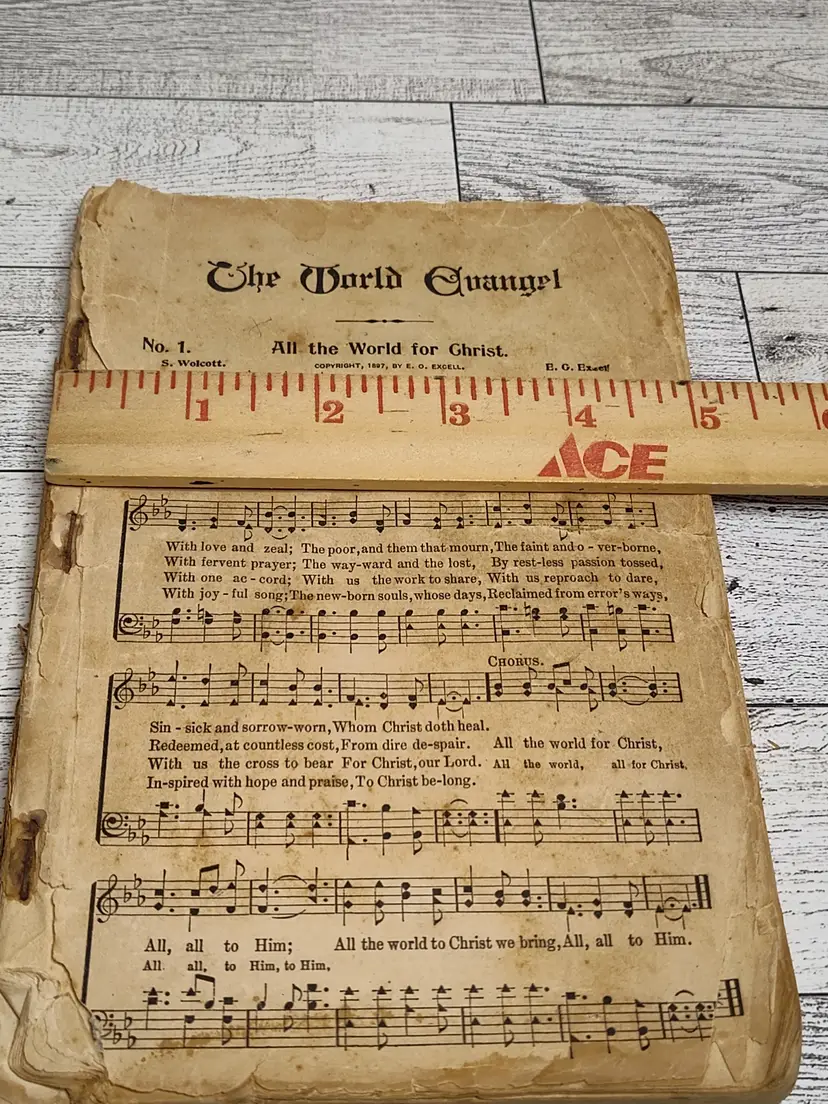 The World Evangel
No. 1. All the World for Christ.
S. Wolcott. COPYRIGHT, 1897, BY E. O. EXCELL. E. O. Excell
1 2 3 4 5 6
ACE
With love and zeal; The poor, and them that mourn, The faint and o - ver-borne,
With fervent prayer; The way-ward and the lost, By rest-less passion tossed,
With one ac - cord; With us the work to share, With us reproach to dare,
With joy - ful song; The new-born souls, whose days, Reclaimed from error's ways,
CHORUS.
Sin - sick and sorrow-worn, Whom Christ doth heal.
Redeemed, at countless cost, From dire de-spair. All the world for Christ,
With us the cross to bear For Christ, our Lord. All the world, all for Christ.
In-spired with hope and praise, To Christ be-long.
All, all to Him; All the world to Christ we bring, All, all to Him.
All all, to Him, to Him,